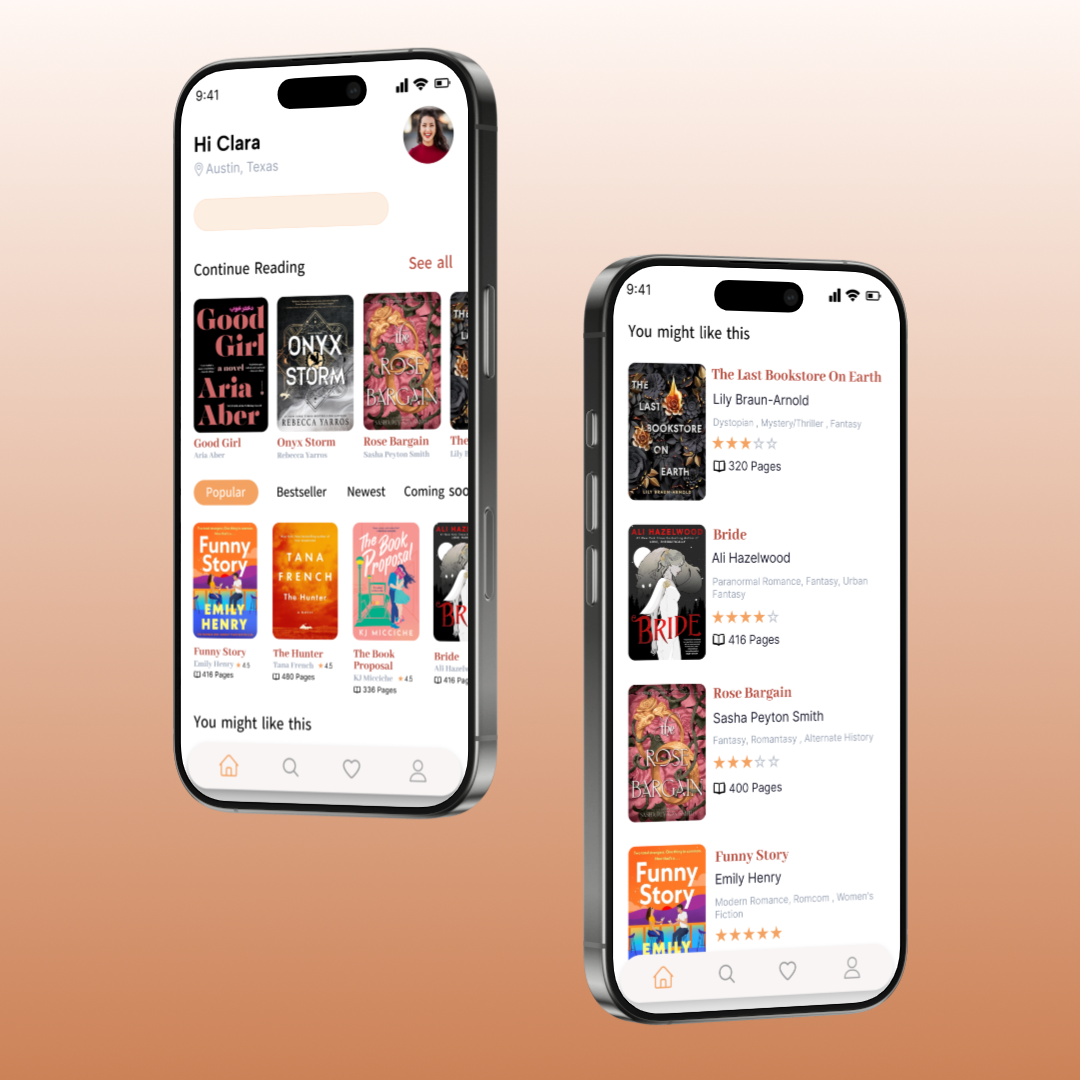 9:41
Hi Clara
Austin, Texas
Continue Reading
See all
Good
Girl
a novel
Aria
Aber
ONYX
STORM
REBECCA YARROS
the
ROSE
BARGAIN
Good Girl
Aria Aber
Onyx Storm
Rebecca Yarros
Rose Bargain
Sasha Peyton Smith
The
Lily B
Popular
Bestseller
Newest
Coming soo
Funny
Story
EMILY
HENRY
TANA
FRENCH
The Hunter
A NOVEL
The Book
Proposal
KJ MICCICHE
ALI HAZ
BR
Funny Story
Emily Henry ★ 4.5
416 Pages
The Hunter
Tana French ★ 4.5
480 Pages
The Book
Proposal
KJ Micciche ★ 4.5
336 Pages
Bride
Ali Hazelw
416 Pag
You might like this
9:41
You might like this
THE
LAST
BOOKSTORE
ON
EARTH
LILY BRAUN-ARNOLD
The Last Bookstore On Earth
Lily Braun-Arnold
Dystopian , Mystery/Thriller , Fantasy
★★★☆☆
320 Pages
ALI HAZELWOOD
BRIDE
Bride
Ali Hazelwood
Paranormal Romance, Fantasy, Urban
Fantasy
★★★★☆
416 Pages
the
ROSE
BARGAIN
Rose Bargain
Sasha Peyton Smith
Fantasy, Romantasy , Alternate History
★★★☆☆
400 Pages
Funny
Story
EMILY
Funny Story
Emily Henry
Modern Romance, Romcom , Women's
Fiction
★★★★★